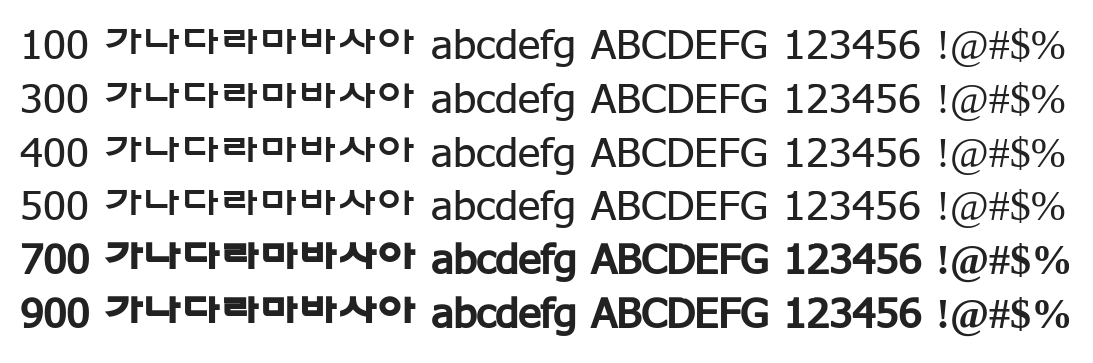 100 가나다라마바사아 abcdefg ABCDEFG 123456 !@#$%
300 가나다라마바사아 abcdefg ABCDEFG 123456 !@#$%
400 가나다라마바사아 abcdefg ABCDEFG 123456 !@#$%
500 가나다라마바사아 abcdefg ABCDEFG 123456 !@#$%
700 가나다라마바사아 abcdefg ABCDEFG 123456 !@#$%
900 가나다라마바사아 abcdefg ABCDEFG 123456 !@#$%